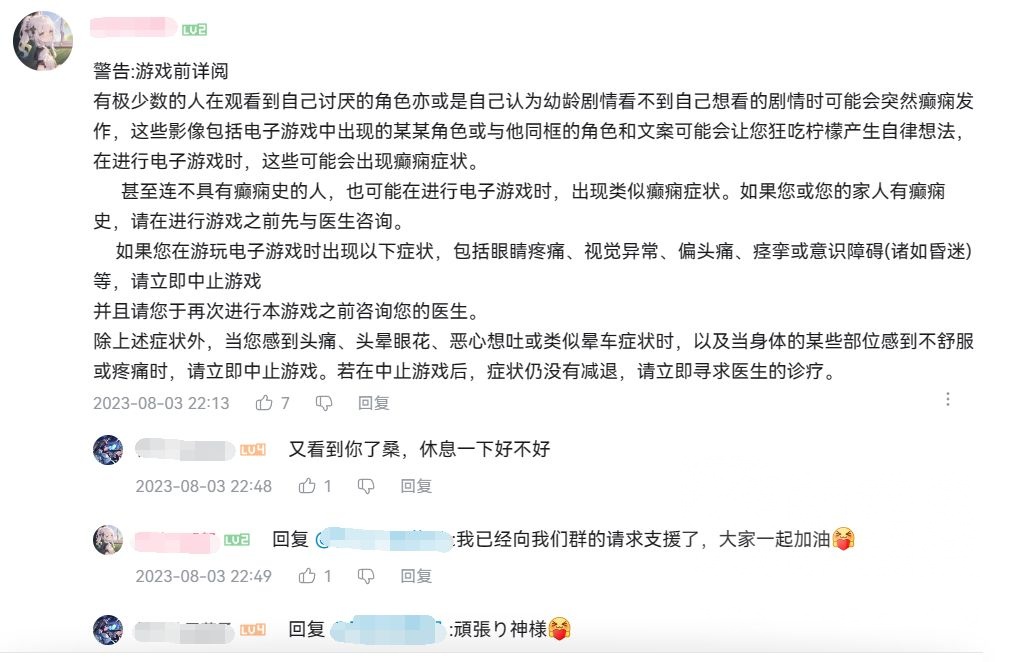 LV2
警告:游戏前详阅
有极少数的人在观看到自己讨厌的角色亦或是自己认为幼龄剧情看不到自己想看的剧情时可能会突然癫痫发
作，这些影像包括电子游戏中出现的某某角色或与他同框的角色和文案可能会让您狂吃柠檬产生自律想法，
在进行电子游戏时，这些可能会出现癫痫症状。
甚至连不具有癫痫史的人，也可能在进行电子游戏时，出现类似癫痫症状。如果您或您的家人有癫痫
史，请在进行游戏之前先与医生咨询。
如果您在游玩电子游戏时出现以下症状，包括眼睛疼痛、视觉异常、偏头痛、痉挛或意识障碍(诸如昏迷)
等，请立即中止游戏
并且请您于再次进行本游戏之前咨询您的医生。
除上述症状外，当您感到头痛、头晕眼花、恶心想吐或类似晕车症状时，以及当身体的某些部位感到不舒服
或疼痛时，请立即中止游戏。若在中止游戏后，症状仍没有减退，请立即寻求医生的诊疗。
2023-08-03 22:13 7 回复
LV4 又看到你了桑，休息一下好不好
2023-08-03 22:48 1 回复
LV2 回复 :我已经向我们群的请求支援了，大家一起加油
2023-08-03 22:49 1 回复
LV4 回复 :頑張り神様